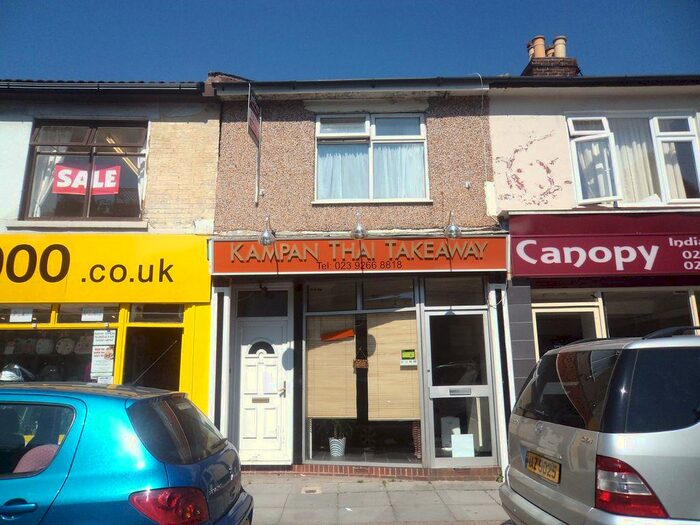 SALE
000 .co.uk
KAMPAN THAI TAKEAWAY
Tel: 023 9266 8818
Canopy Indi
02
02